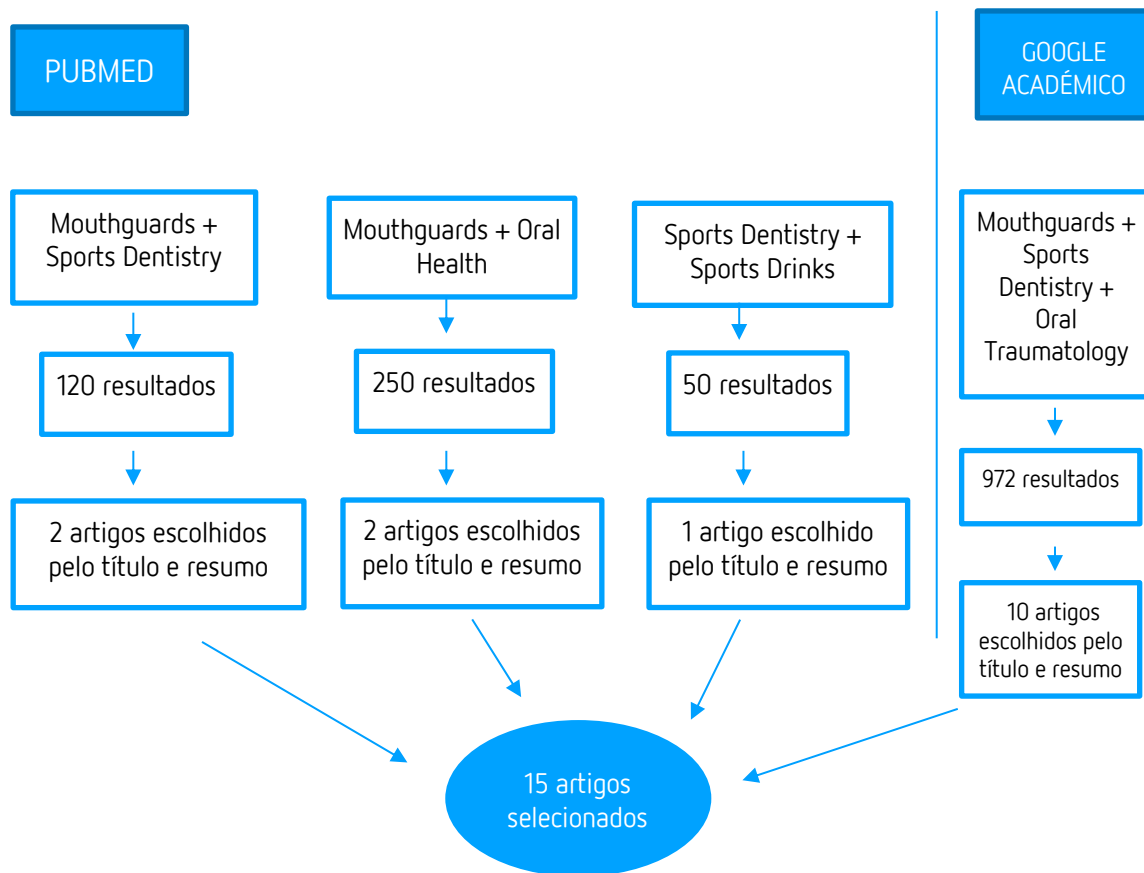 PUBMED
GOOGLE
ACADÉMICO
Mouthguards +
Sports Dentistry
120 resultados
2 artigos escolhidos
pelo título e resumo
Mouthguards + Oral
Health
250 resultados
2 artigos escolhidos
pelo título e resumo
Sports Dentistry +
Sports Drinks
50 resultados
1 artigo escolhido
pelo título e resumo
Mouthguards +
Sports
Dentistry +
Oral
Traumatology
972 resultados
10 artigos
escolhidos pelo
título e resumo
15 artigos
selecionados